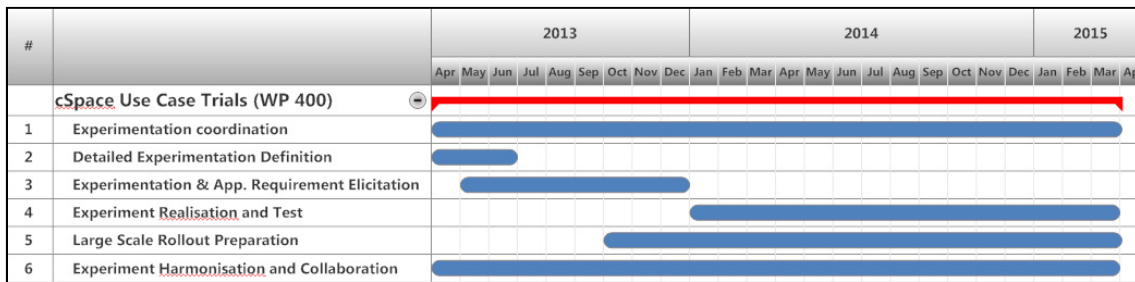 # 2013 2014 2015
Apr May Jun Jul Aug Sep Oct Nov Dec Jan Feb Mar Apr May Jun Jul Aug Sep Oct Nov Dec Jan Feb Mar Ap
cSpace Use Case Trials (WP 400)
1 Experimentation coordination
2 Detailed Experimentation Definition
3 Experimentation & App. Requirement Elicitation
4 Experiment Realisation and Test
5 Large Scale Rollout Preparation
6 Experiment Harmonisation and Collaboration